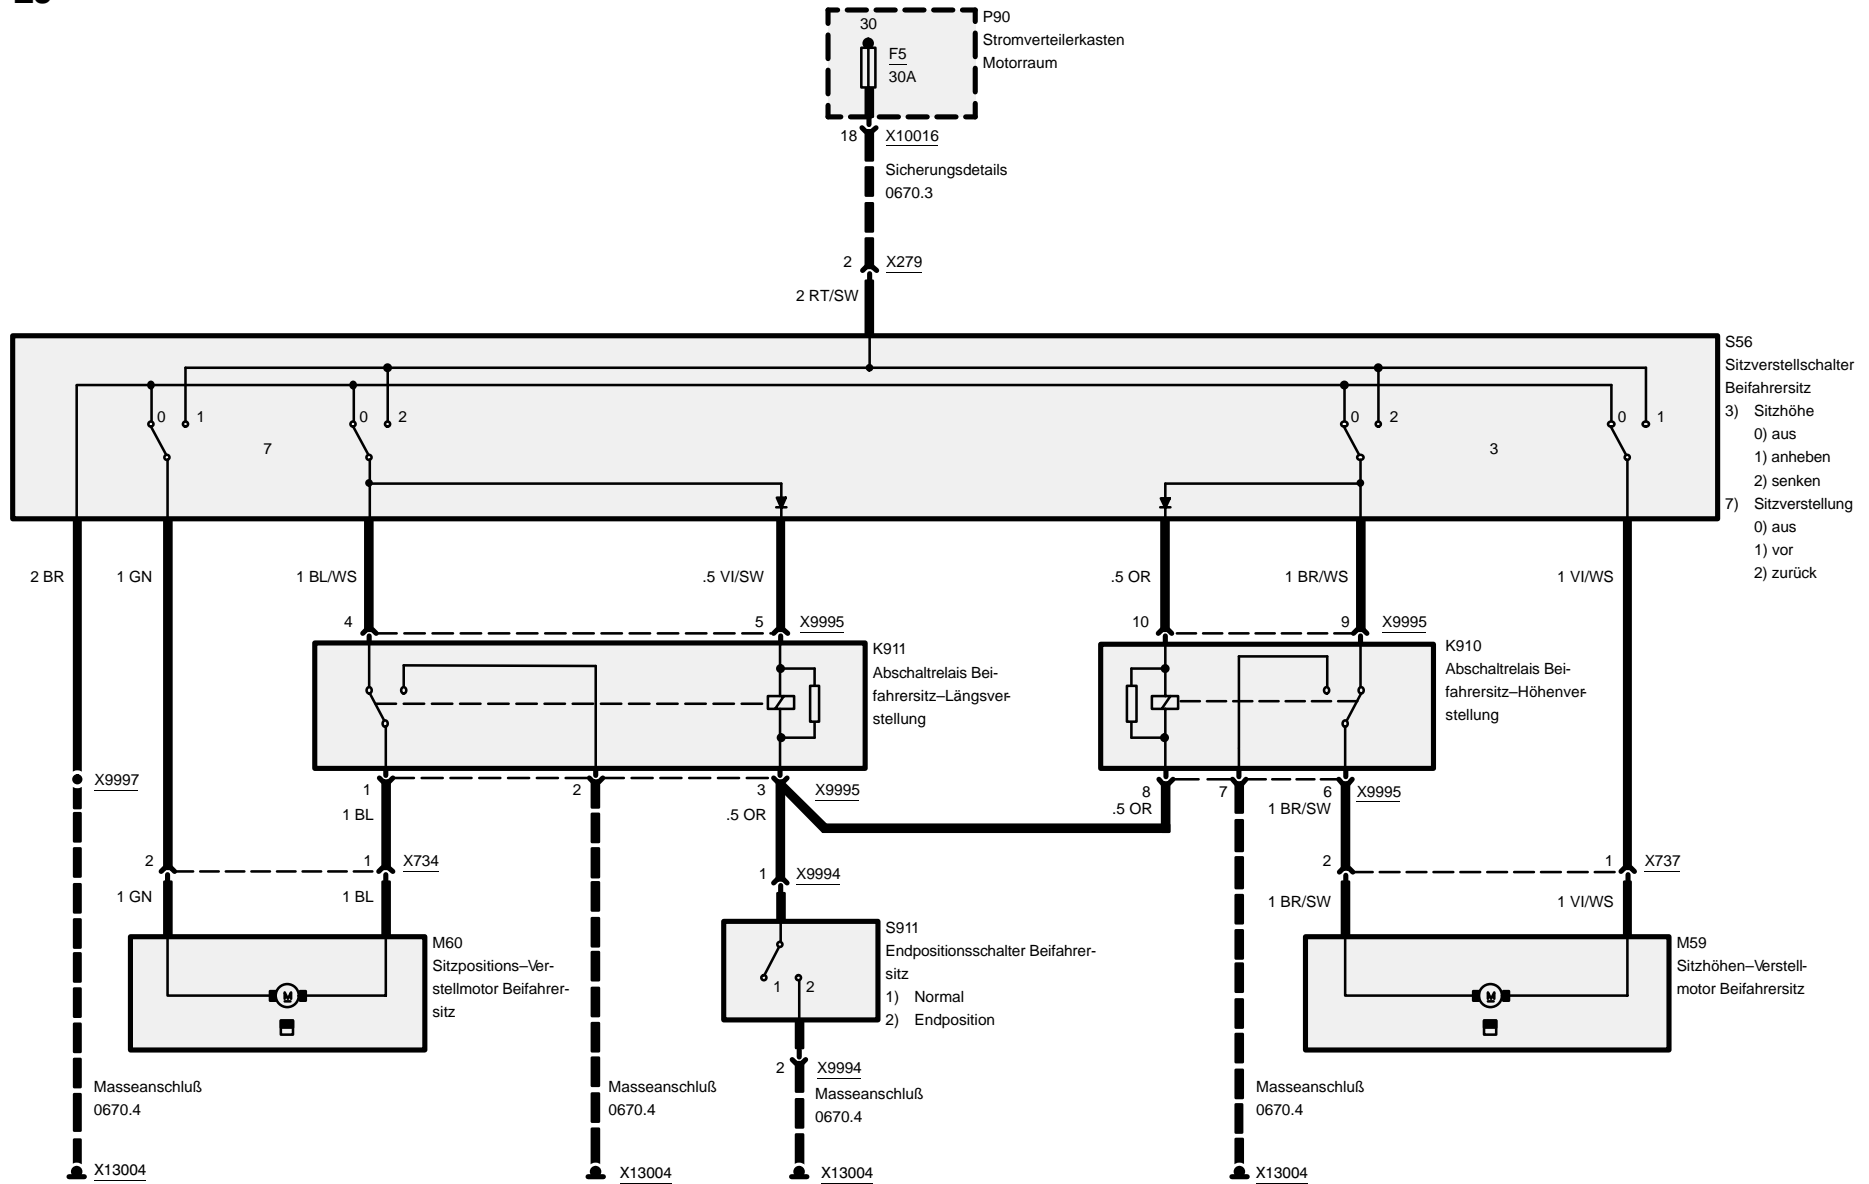 30
F5
30A
P90
Stromverteilerkasten
Motorraum
18 X10016
Sicherungsdetails
0670.3
2 X279
2 RT/SW
S56
Sitzverstellschalter
Beifahrersitz
3) Sitzhöhe
0) aus
1) anheben
2) senken
7) Sitzverstellung
0) aus
1) vor
2) zurück
0 1 0 2 0 2 0 1
7 3
2 BR 1 GN 1 BL/WS .5 VI/SW .5 OR 1 BR/WS 1 VI/WS
4 5 X9995 10 9 X9995
K911
Abschaltrelais Bei-
fahrersitz–Längsver-
stellung
K910
Abschaltrelais Bei-
fahrersitz–Höhenver-
stellung
X9997
1 2 3 X9995 8 7 6 X9995
1 BL .5 OR .5 OR 1 BR/SW
2 1 X734 1 X9994 2 1 X737
1 GN 1 BL 1 BR/SW 1 VI/WS
M60
Sitzpositions–Ver-
stellmotor Beifahrer-
sitz
M
S911
Endpositionsschalter Beifahrer-
sitz
1) Normal
2) Endposition
1 2
M59
Sitzhöhen–Verstell-
motor Beifahrersitz
M
2 X9994
Masseanschluß
0670.4
Masseanschluß
0670.4
Masseanschluß
0670.4
Masseanschluß
0670.4
X13004 X13004 X13004 X13004